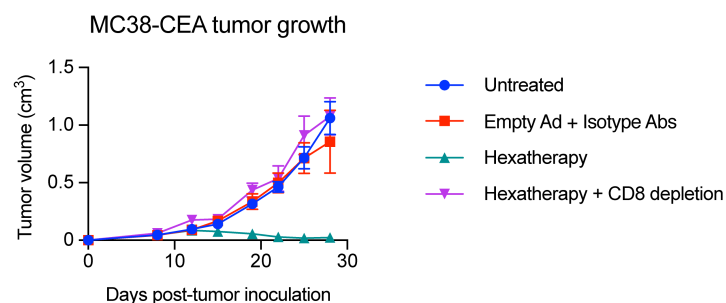 MC38-CEA tumor growth
Tumor volume (cm³)
1.5
1.0
0.5
0
0
10
20
30
Days post-tumor inoculation
Untreated
Empty Ad + Isotype Abs
Hexatherapy
Hexatherapy + CD8 depletion